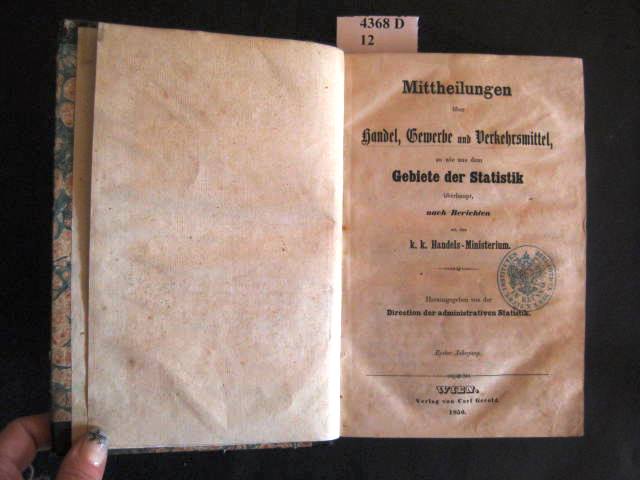 4368 D
12
Mittheilungen
über
Handel, Gewerbe und Verkehrsmittel,
so wie aus dem
Gebiete der Statistik
überhaupt,
nach Berichten
an das
k. k. Handels-Ministerium.
Herausgegeben von der
Direction der administrativen Statistik.
Erster Jahrgang.
WIEN.
Verlag von Carl Gerold.
1850.